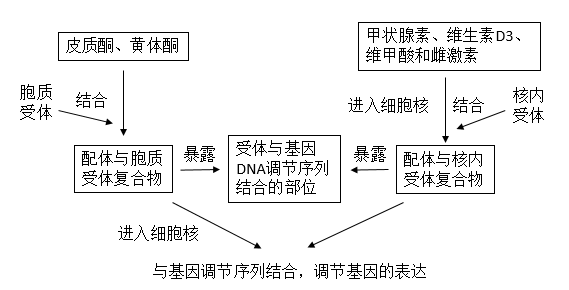 皮质酮、黄体酮
甲状腺素、维生素D3、
维甲酸和雌激素
胞质
受体
结合
进入细胞核
结合
核内
受体
配体与胞质
受体复合物
暴露
受体与基因
DNA调节序列
结合的部位
暴露
配体与核内
受体复合物
进入细胞核
与基因调节序列结合，调节基因的表达